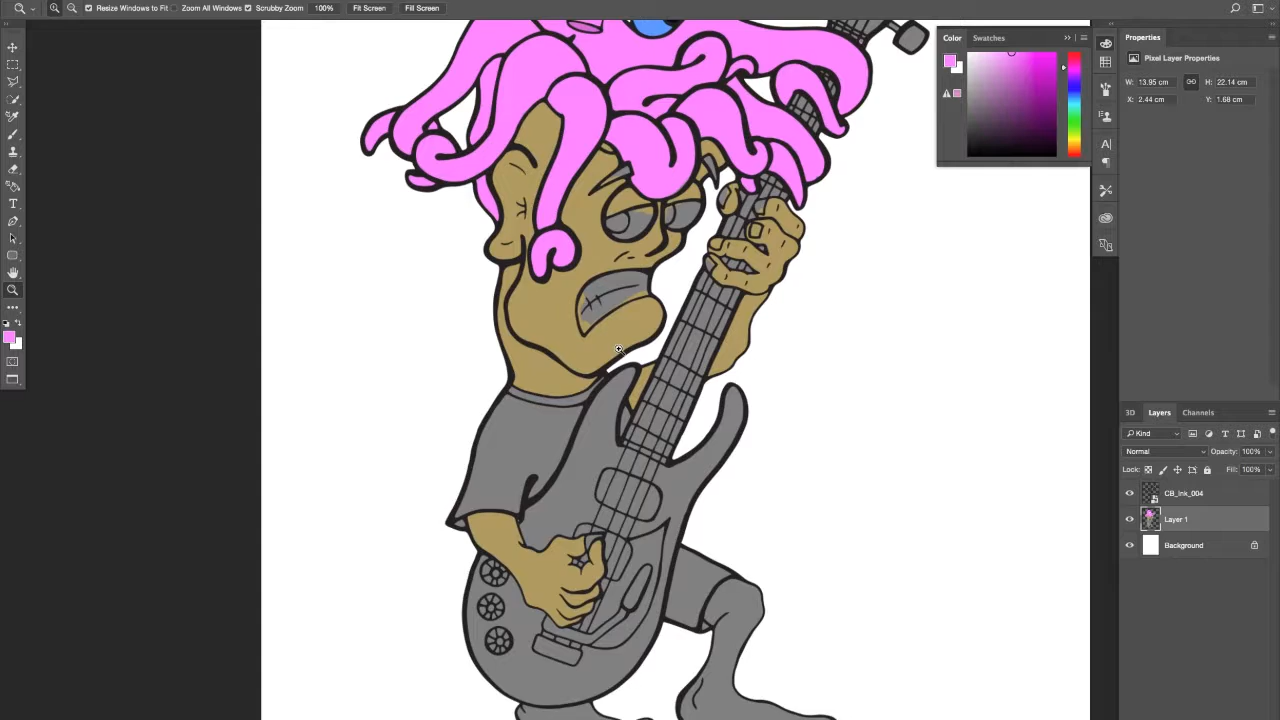 Resize Windows to Fit Zoom All Windows Scrubby Zoom 100% Fit Screen Fill Screen
Color Swatches
Properties
Pixel Layer Properties
W: 13.95 cm H: 22.14 cm
X: 2.44 cm Y: 1.68 cm
3D Layers Channels
Kind
Normal Opacity: 100%
Lock: Fill: 100%
CB_ink_004
Layer 1
Background